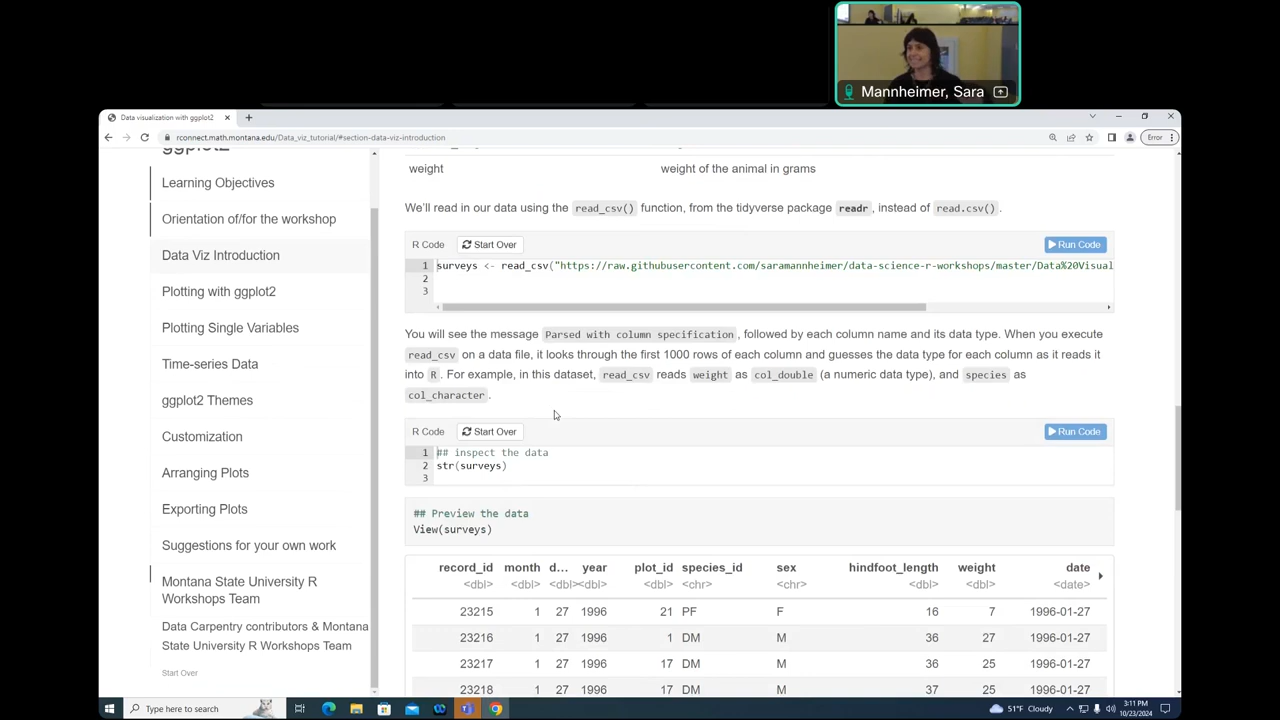 Mannheimer, Sara
Data visualization with ggplot2
rconnect.math.montana.edu/Data_viz_tutorial/#section-data-viz-introduction
Error
ggplot2
Learning Objectives
Orientation of/for the workshop
Data Viz Introduction
Plotting with ggplot2
Plotting Single Variables
Time-series Data
ggplot2 Themes
Customization
Arranging Plots
Exporting Plots
Suggestions for your own work
Montana State University R
Workshops Team
Data Carpentry contributors & Montana
State University R Workshops Team
Start Over
weight weight of the animal in grams
We'll read in our data using the read_csv() function, from the tidyverse package readr, instead of read.csv().
R Code Start Over Run Code
1 surveys <- read_csv("https://raw.githubusercontent.com/saramannheimer/data-science-r-workshops/master/Data%20Visual
2
3
You will see the message Parsed with column specification, followed by each column name and its data type. When you execute
read_csv on a data file, it looks through the first 1000 rows of each column and guesses the data type for each column as it reads it
into R. For example, in this dataset, read_csv reads weight as col_double (a numeric data type), and species as
col_character.
R Code Start Over Run Code
1 ## inspect the data
2 str(surveys)
3
## Preview the data
View(surveys)
record_id month d... year plot_id species_id sex hindfoot_length weight date
<dbl> <dbl> <dbl> <dbl> <dbl> <chr> <chr> <dbl> <dbl> <date>
23215 1 27 1996 21 PF F 16 7 1996-01-27
23216 1 27 1996 1 DM M 36 27 1996-01-27
23217 1 27 1996 17 DM M 36 25 1996-01-27
23218 1 27 1996 17 DM M 37 25 1996-01-27
Type here to search
51°F Cloudy
3:11 PM
10/23/2024